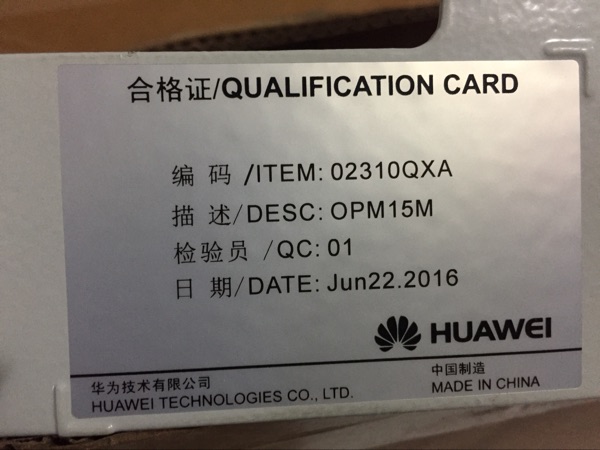 合格证/QUALIFICATION CARD
编 码 /ITEM: 02310QXA
描 述/DESC: OPM15M
检验员 /QC: 01
日 期/DATE: Jun22.2016
HUAWEI
华为技术有限公司
HUAWEI TECHNOLOGIES CO., LTD.
中国制造
MADE IN CHINA